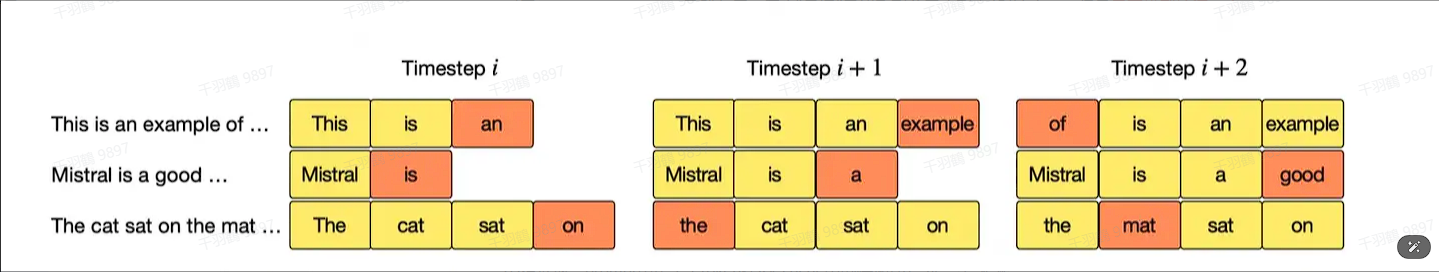 Timestep i Timestep i + 1 Timestep i + 2
This is an example of ... This is an This is an example of is an example
Mistral is a good ... Mistral is Mistral is a Mistral is a good
The cat sat on the mat ... The cat sat on the cat sat on the mat sat on
千羽鹤 9897